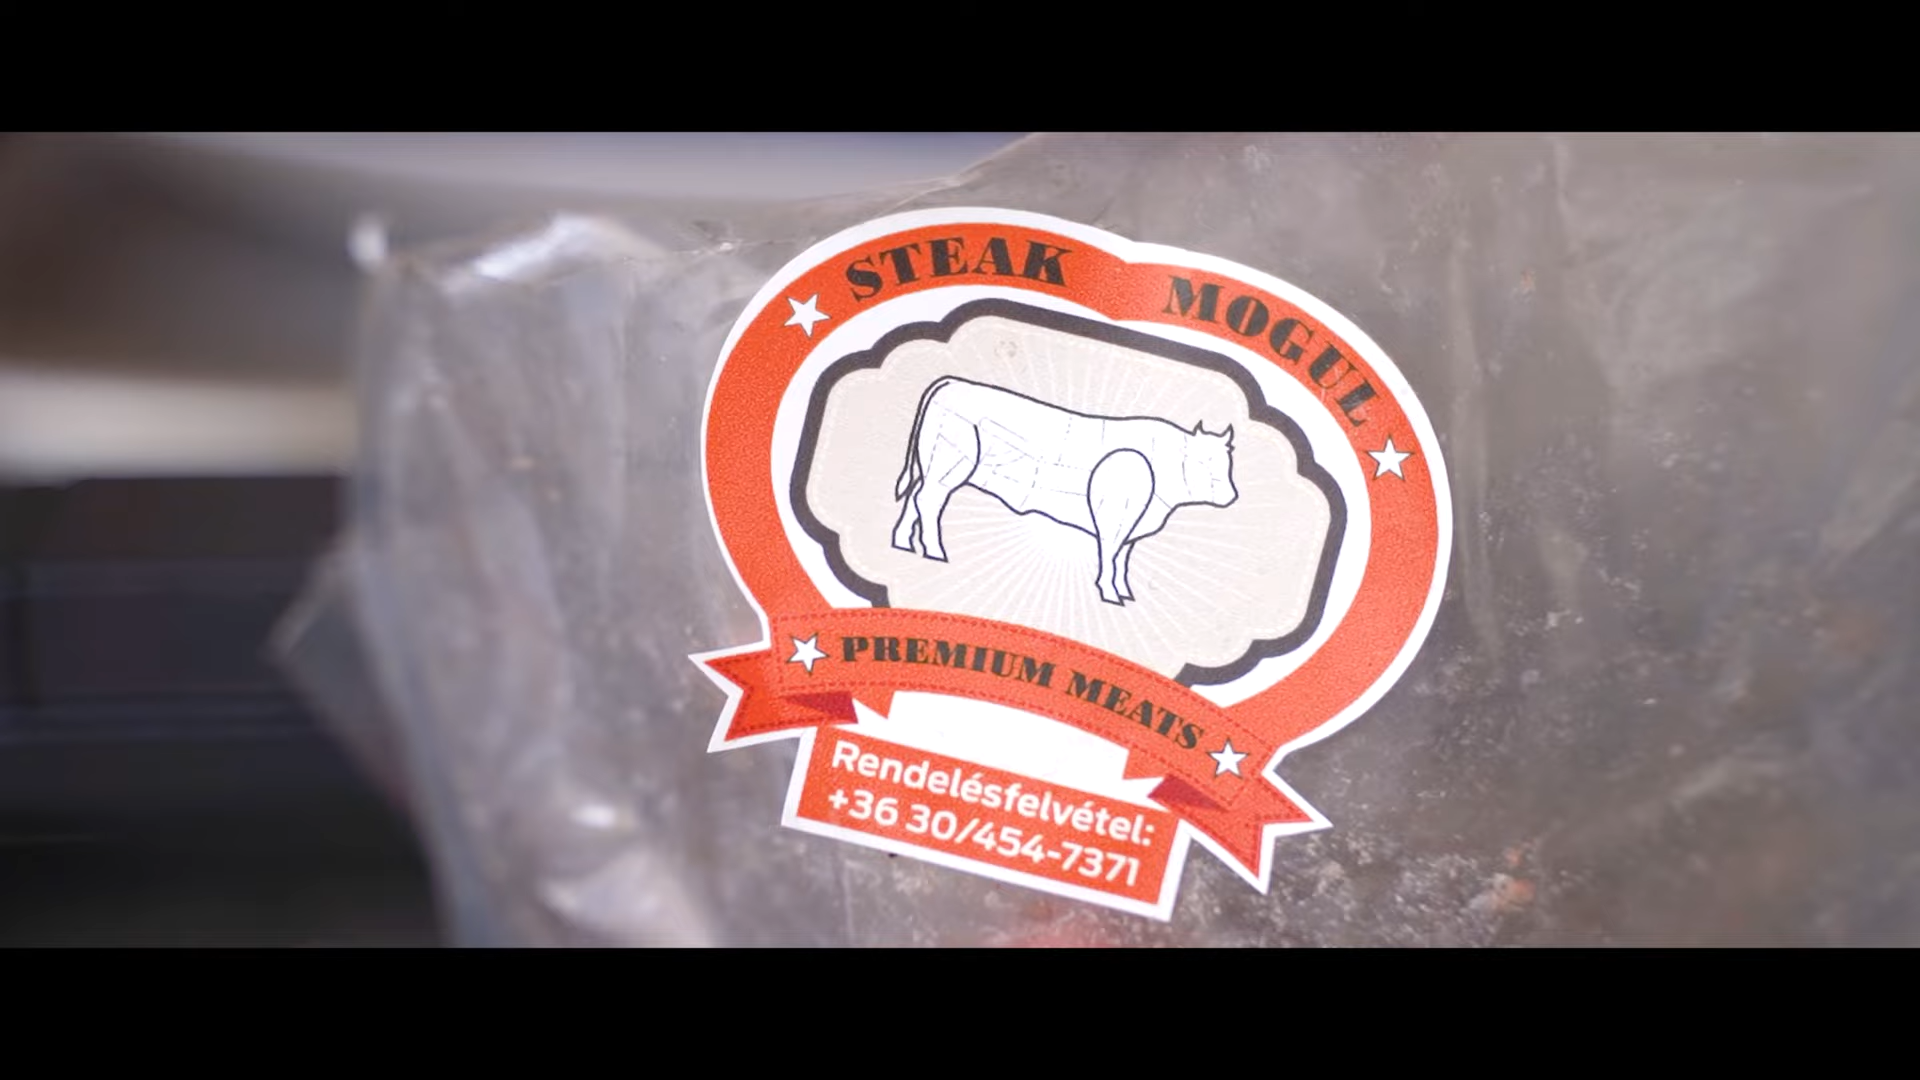 STEAK MOGUL
PREMIUM MEATS
Rendelésfelvétel:
+36 30/454-7371